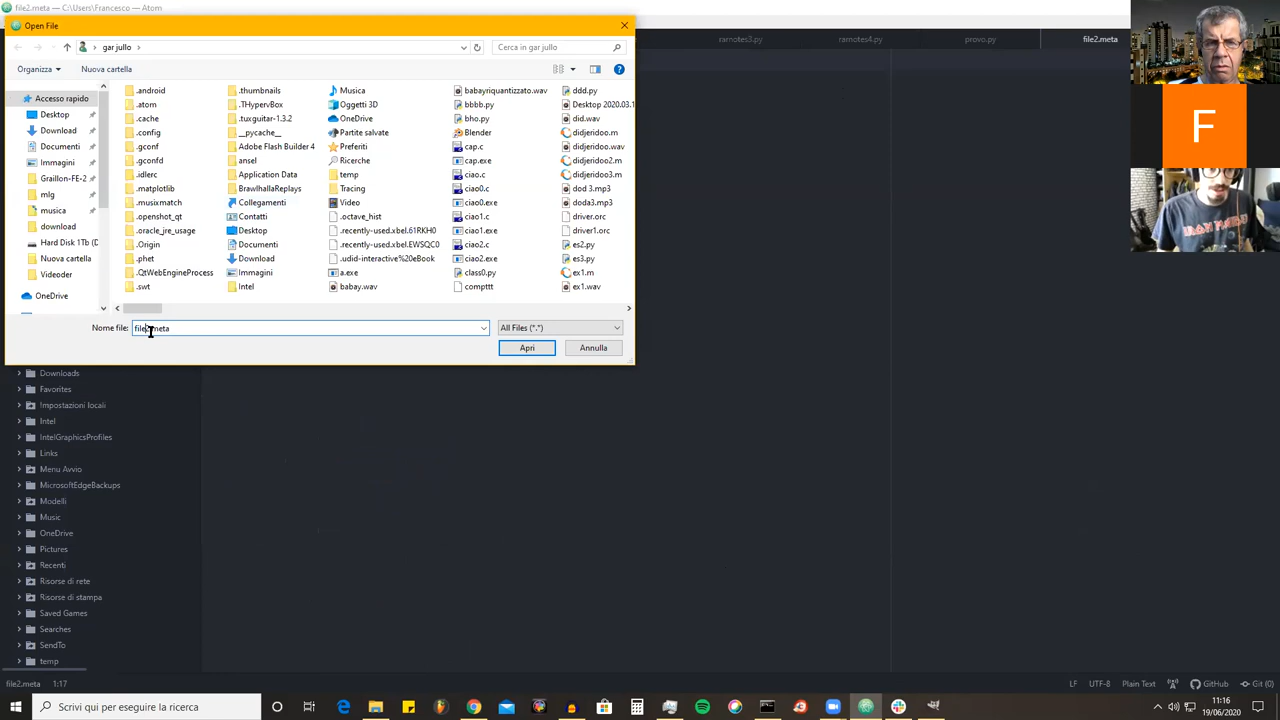 file2.meta — C:\Users\Francesco — Atom
Open File
gar jullo
Cerca in gar jullo
Organizza
Nuova cartella
Accesso rapido
Desktop
Download
Documenti
Immagini
Graillon-FE-2
mlg
musica
download
Hard Disk 1Tb (D
Nuova cartella
Videoder
OneDrive
.android
.atom
.cache
.config
.gconf
.gconfd
.idlerc
.matplotlib
.musixmatch
.openshot_qt
.oracle_jre_usage
.Origin
.phet
.QtWebEngineProcess
.swt
.thumbnails
.THypervBox
.tuxguitar-1.3.2
__pycache__
Adobe Flash Builder 4
ansel
Application Data
BrawlhallaReplays
Collegamenti
Contatti
Desktop
Documenti
Download
Immagini
Intel
Musica
Oggetti 3D
OneDrive
Partite salvate
Preferiti
Ricerche
temp
Tracing
Video
.octave_hist
.recently-used.xbel.61RKH0
.recently-used.xbel.EWSQC0
.udid-interactive%20eBook
a.exe
babay.wav
babayriquantizzato.wav
bbbb.py
bho.py
Blender
cap.c
cap.exe
ciao.c
ciao0.c
ciao0.exe
ciao1.c
ciao1.exe
ciao2.c
ciao2.exe
class0.py
compttt
ddd.py
Desktop 2020.03.1
did.wav
didjeridoo.m
didjeridoo.wav
didjeridoo2.m
didjeridoo3.m
dod 3.mp3
doda3.mp3
driver.orc
driver1.orc
es2.py
es3.py
ex1.m
ex1.wav
Nome file:
file2.meta
All Files (*.*)
Apri
Annulla
rarnotes3.py
rarnotes4.py
provo.py
file2.meta
F
Downloads
Favorites
Impostazioni locali
Intel
IntelGraphicsProfiles
Links
Menu Avvio
MicrosoftEdgeBackups
Modelli
Music
OneDrive
Pictures
Recenti
Risorse di rete
Risorse di stampa
Saved Games
Searches
SendTo
temp
file2.meta 1:17
LF UTF-8 Plain Text GitHub Git (0)
Scrivi qui per eseguire la ricerca
11:16
19/06/2020